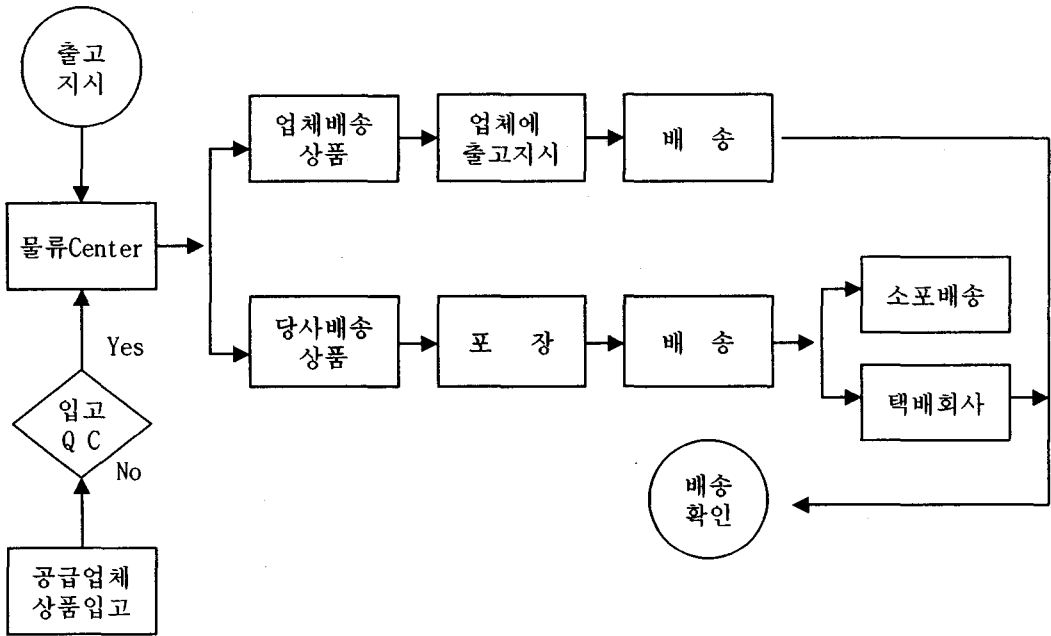 출고
지시
물류Center
Yes
입고
Q C
No
공급업체
상품입고
업체배송
상품
업체에
출고지시
배 송
당사배송
상품
포 장
배 송
소포배송
택배회사
배송
확인